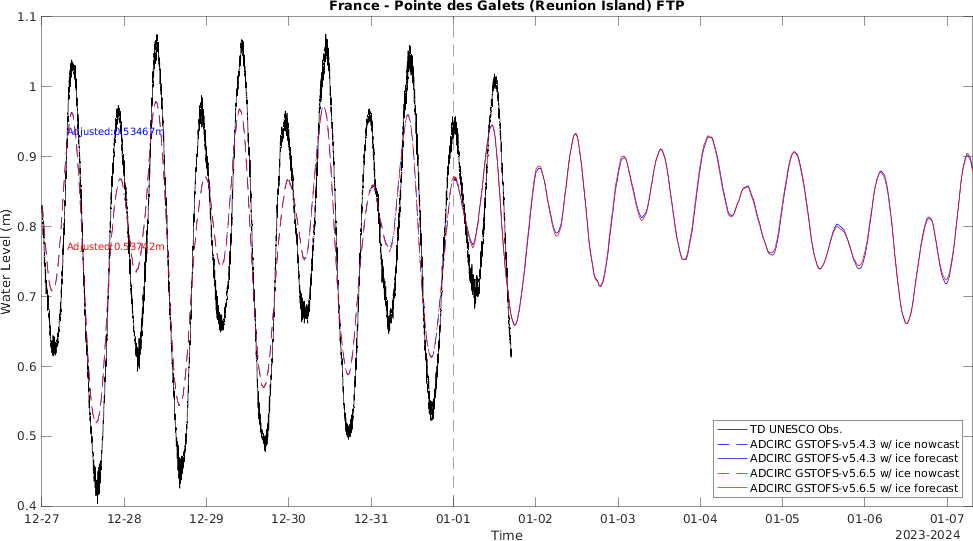 France - Pointe des Galets (Reunion Island) FTP
1.1
1
0.9
0.8
0.7
0.6
0.5
0.4
Water Level (m)
Adjusted:0.53467m
Adjusted:0.53742m
TD UNESCO Obs.
ADCIRC GSTOFS-v5.4.3 w/ ice nowcast
ADCIRC GSTOFS-v5.4.3 w/ ice forecast
ADCIRC GSTOFS-v5.6.5 w/ ice nowcast
ADCIRC GSTOFS-v5.6.5 w/ ice forecast
12-27 12-28 12-29 12-30 12-31 01-01 01-02 01-03 01-04 01-05 01-06 01-07
Time
2023-2024